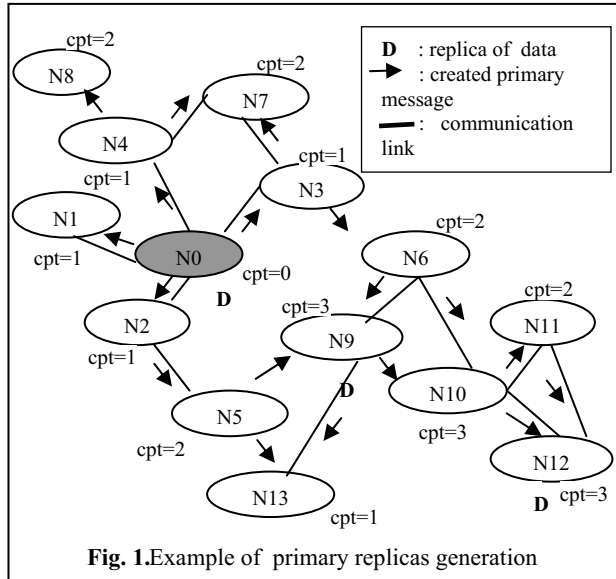 cpt=2
N8
cpt=2
N7
N4
cpt=1
cpt=1
N3
N1
cpt=1
N0
cpt=0
D
N2
cpt=1
cpt=2
N6
cpt=3
N9
D
cpt=2
N11
N10
cpt=3
N5
cpt=2
N13
cpt=1
N12
cpt=3
D
D : replica of data
: created primary
message
: communication
link
Fig. 1.Example of primary replicas generation